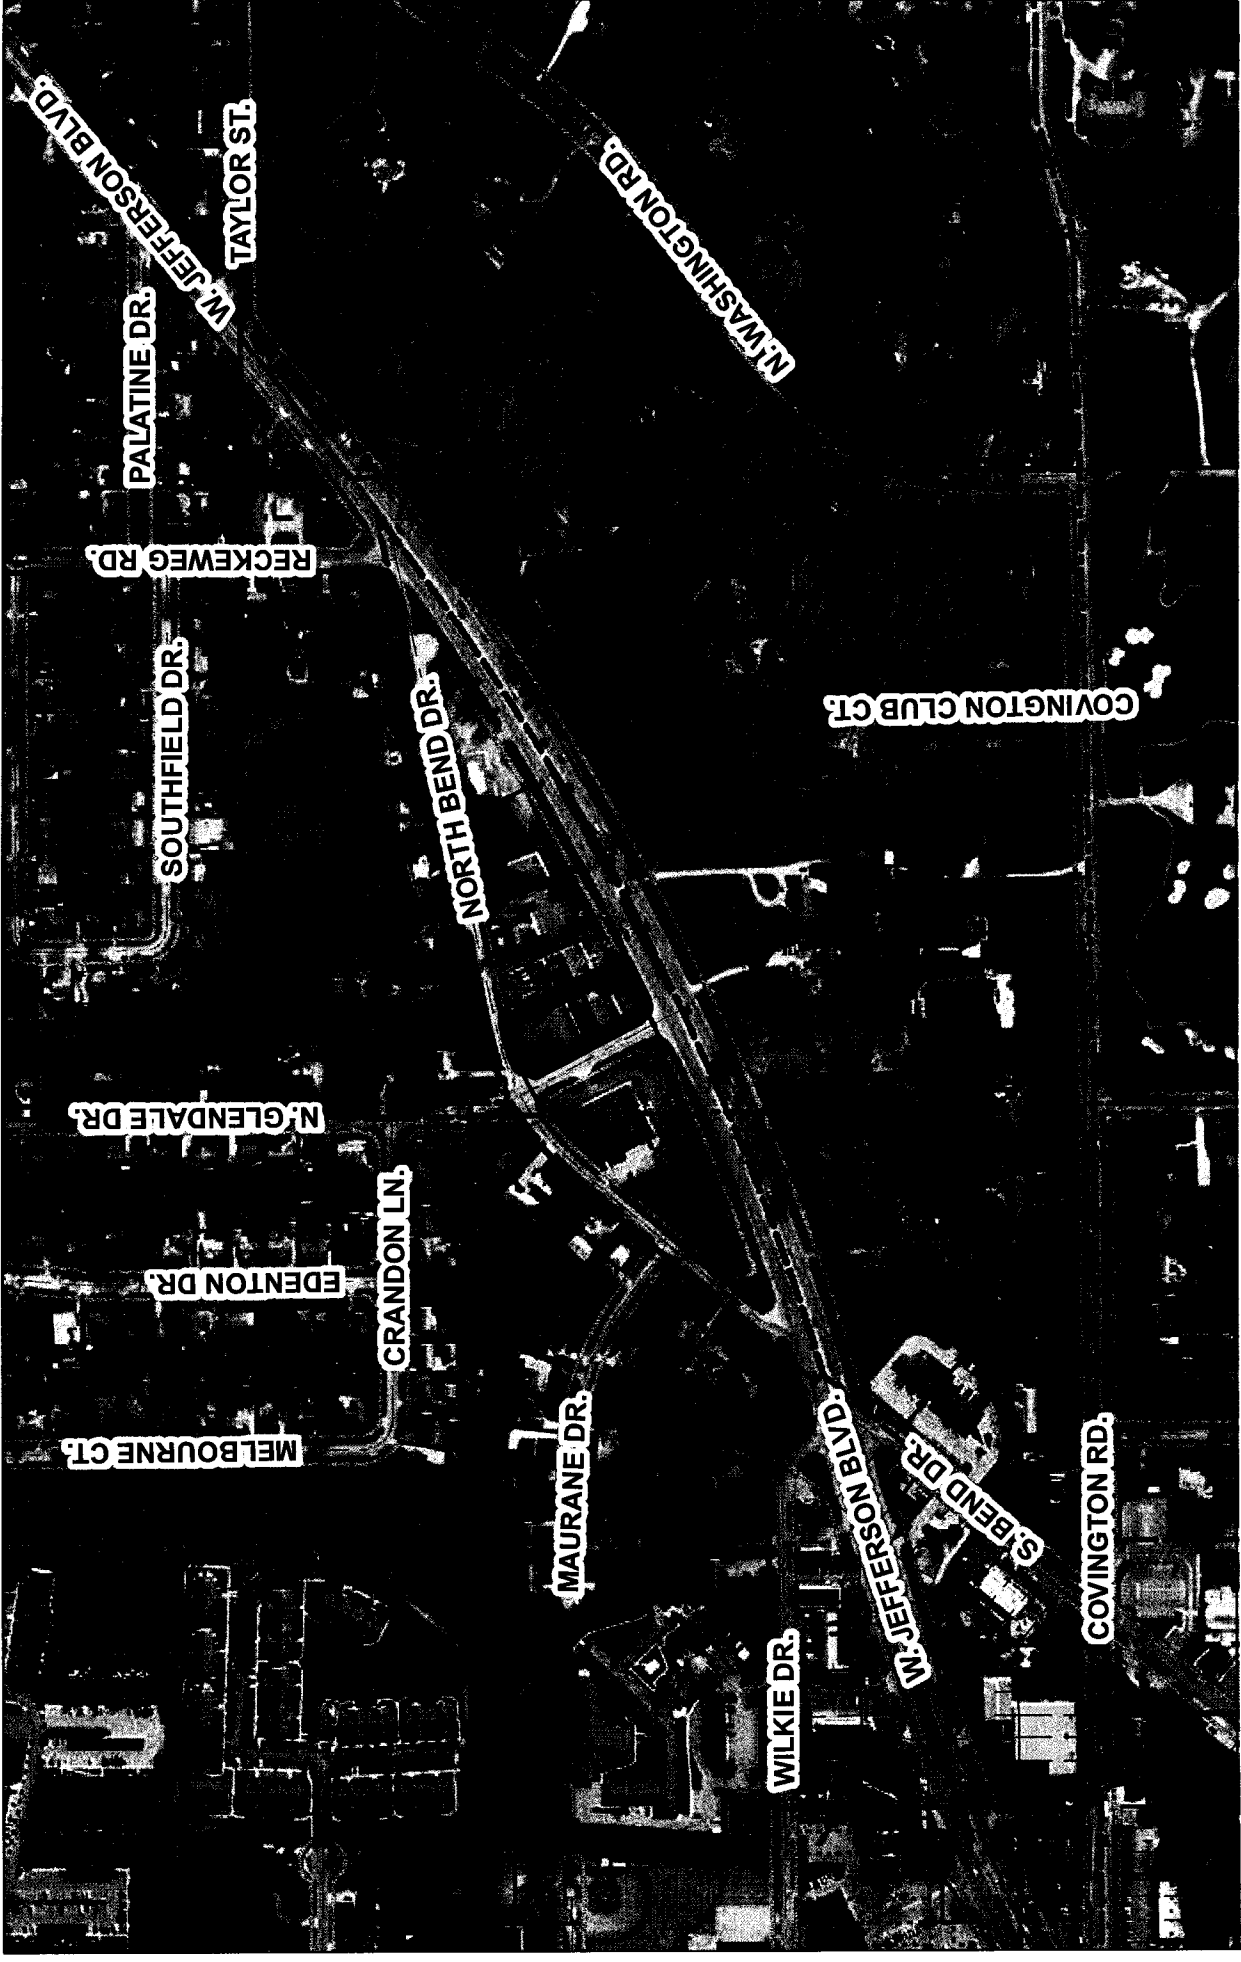 W. JEFFERSON BLVD.
TAYLOR ST.
PALATINE DR.
N. WASHINGTON RD.
RECKEWEG RD.
SOUTHFIELD DR.
NORTH BEND DR.
COVINGTON CLUB CT.
N. GLENDALE DR.
CRANDON LN.
EDENTON DR.
MELBOURNE CT.
MAURANE DR.
W. JEFFERSON BLVD.
S. BEND DR.
COVINGTON RD.
WILKIE DR.